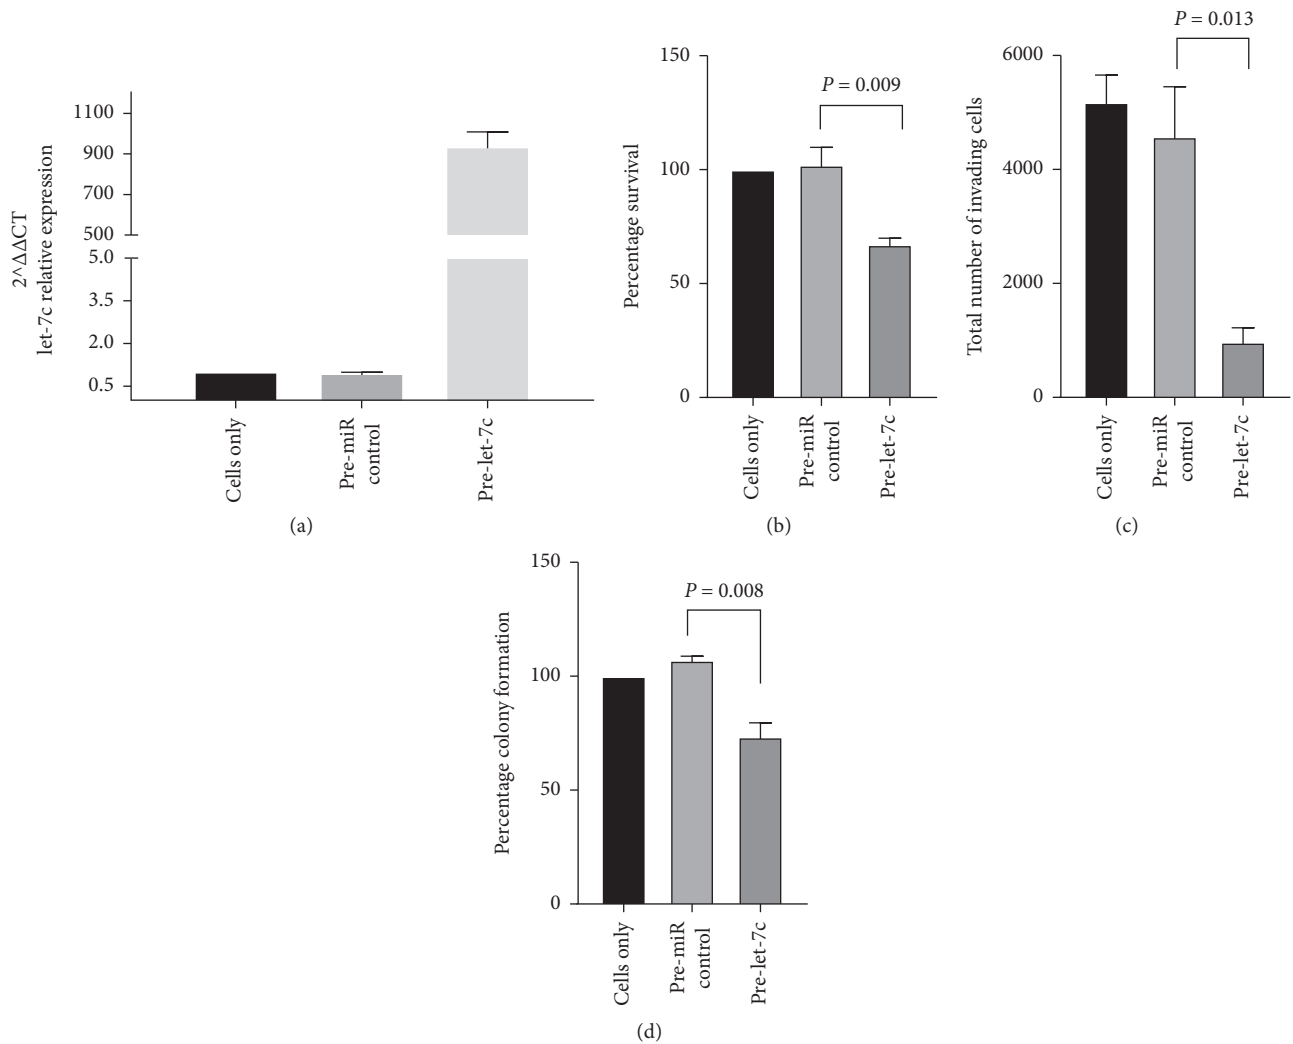 2^ΔΔCT
let-7c relative expression
1100
900
700
500
5.0
3.5
2.0
0.5
Cells only
Pre-miR
control
Pre-let-7c
(a)
Percentage survival
150
100
50
0
P = 0.009
Cells only
Pre-miR
control
Pre-let-7c
(b)
Total number of invading cells
6000
4000
2000
0
P = 0.013
Cells only
Pre-miR
control
Pre-let-7c
(c)
Percentage colony formation
150
100
50
0
P = 0.008
Cells only
Pre-miR
control
Pre-let-7c
(d)